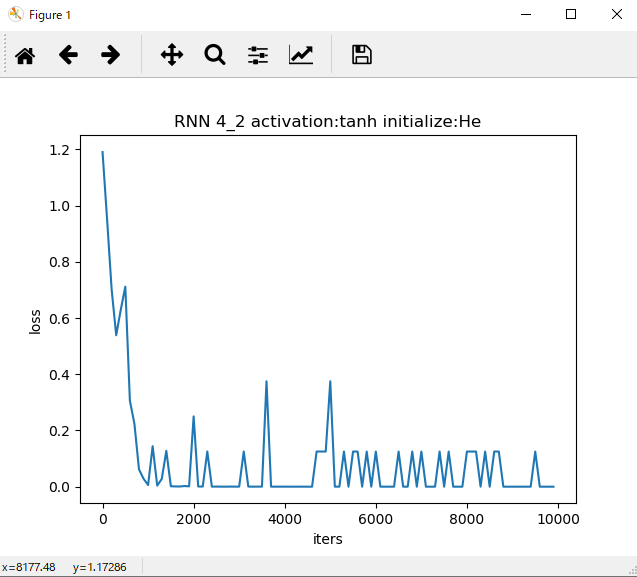 Figure 1
RNN 4_2 activation:tanh initialize:He
1.2
1.0
0.8
0.6
0.4
0.2
0.0
loss
0 2000 4000 6000 8000 10000
iters
x=8177.48 y=1.17286